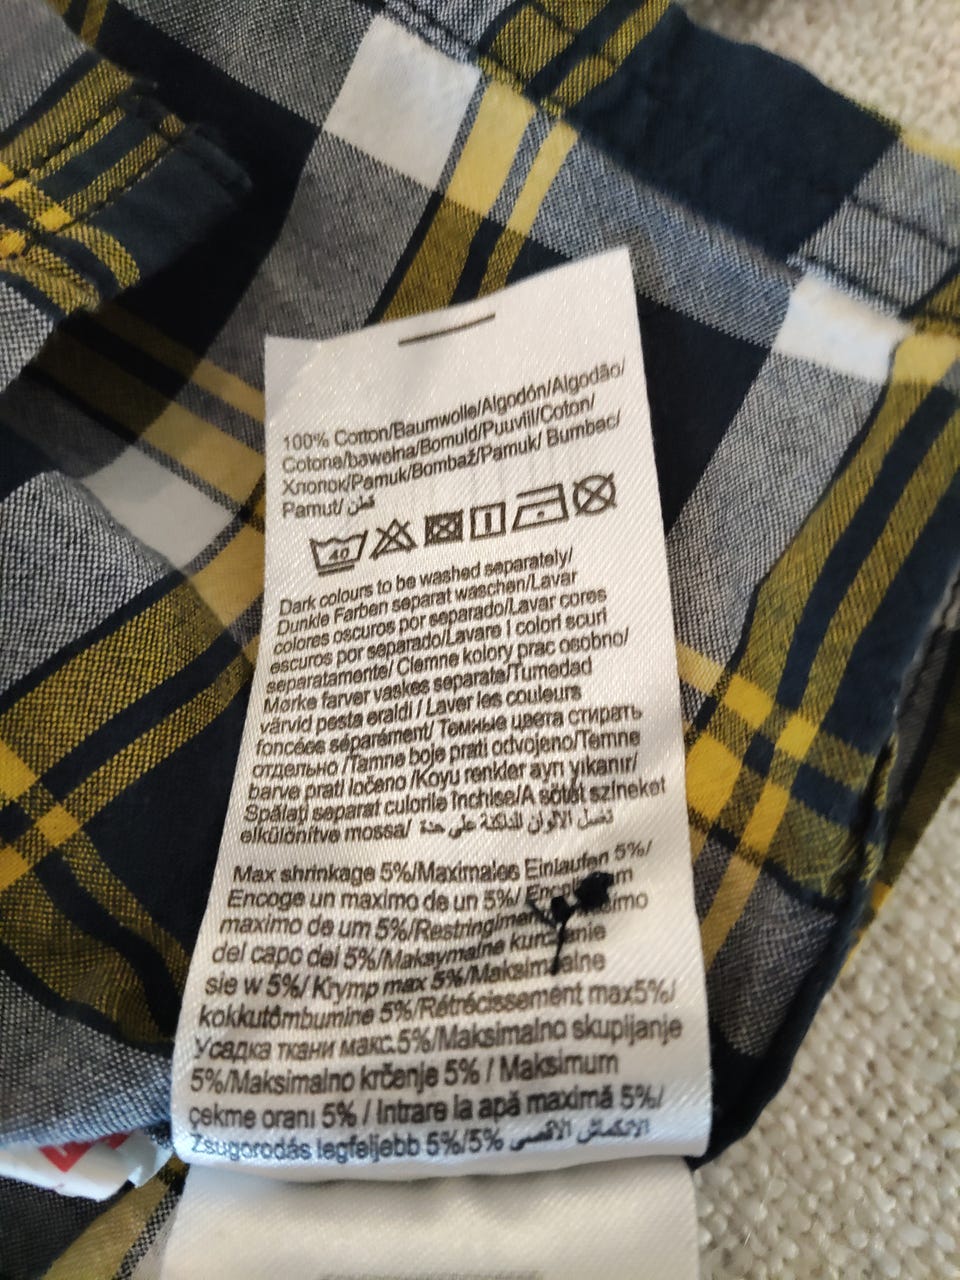 100% Cotton/Baumwolle/Algodón/Algodão/
Cotone/bawełna/Bomuld/Puuvill/Coton/
Хлопок/Pamuk/Bombaž/Pamuk/ Bumbac/
Pamut/ قطن
40
Dark colours to be washed separately/
Dunkle Farben separat waschen/Lavar
colores oscuros por separado/Lavar cores
escuros por separado/Lavare I colori scuri
separatamente/ Ciemne kolory prac osobno/
Mørke farver vaskes separate/Tumedad
värvid pesta eraldi / Laver les couleurs
foncées séparément/ Темные цвета стирать
отдельно /Tamne boje prati odvojeno/Temne
barve prati ločeno /Koyu renkler ayrı yıkanır/
Spălați separat culorile închise/A sötét színeket
elkülönítve mossa/ تغسل الألوان الداكنة على حدة
Max shrinkage 5%/Maximales Einlaufen 5%/
Encoge un maximo de un 5%/
maximo de um 5%/
del capo del 5%/Maksymalne
sie w 5%/ Krymp max 5%/
kokkutõmbumine 5%/Rétrécissement max5%/
Усадка ткани макс.5%/Maksimalno skupljanje
5%/Maksimalno krčenje 5% / Maksimum
çekme oranı 5% / Intrare la apă maximă 5%/
Zsugorodás legfeljebb 5%/5% الانكماش الأقصى